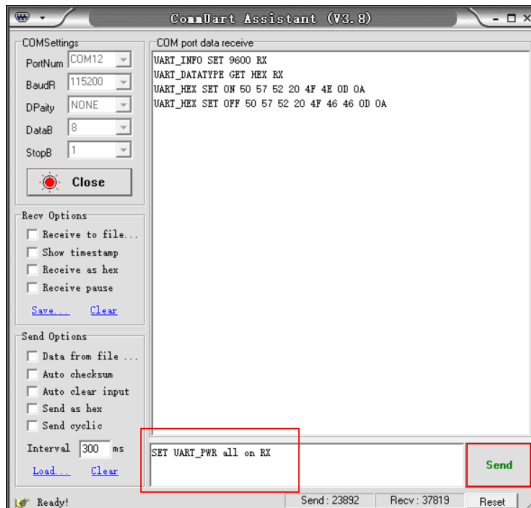 CommUart Assistant (V3.8)
COMSettings
PortNum COM12
BaudR 115200
DPaity NONE
DataB 8
StopB 1
Close
Recv Options
Receive to file...
Show timestamp
Receive as hex
Receive pause
Save... Clear
Send Options
Data from file ...
Auto checksum
Auto clear input
Send as hex
Send cyclic
Interval 300 ms
Load... Clear
COM port data receive
UART_INFO SET 9600 RX
UART_DATATYPE GET HEX RX
UART_HEX SET ON 50 57 52 20 4F 4E 0D 0A
UART_HEX SET OFF 50 57 52 20 4F 46 46 0D 0A
SET UART_PWR all on RX
Send
Ready!
Send : 23892
Recv : 37819
Reset